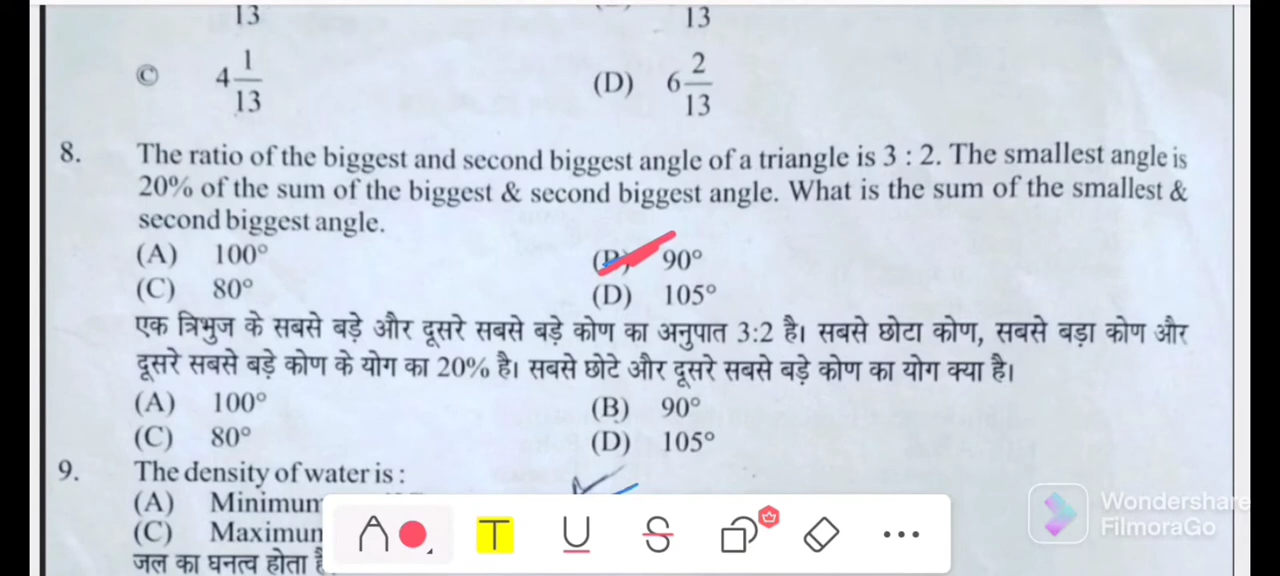 13 13
© 4 1/13 (D) 6 2/13
8. The ratio of the biggest and second biggest angle of a triangle is 3 : 2. The smallest angle is
20% of the sum of the biggest & second biggest angle. What is the sum of the smallest &
second biggest angle.
(A) 100° (B) 90°
(C) 80° (D) 105°
एक त्रिभुज के सबसे बड़े और दूसरे सबसे बड़े कोण का अनुपात 3:2 है। सबसे छोटा कोण, सबसे बड़ा कोण और
दूसरे सबसे बड़े कोण के योग का 20% है। सबसे छोटे और दूसरे सबसे बड़े कोण का योग क्या है।
(A) 100° (B) 90°
(C) 80° (D) 105°
9. The density of water is :
(A) Minimum
(C) Maximum
जल का घनत्व होता है
T U S
Wondershare
FilmoraGo